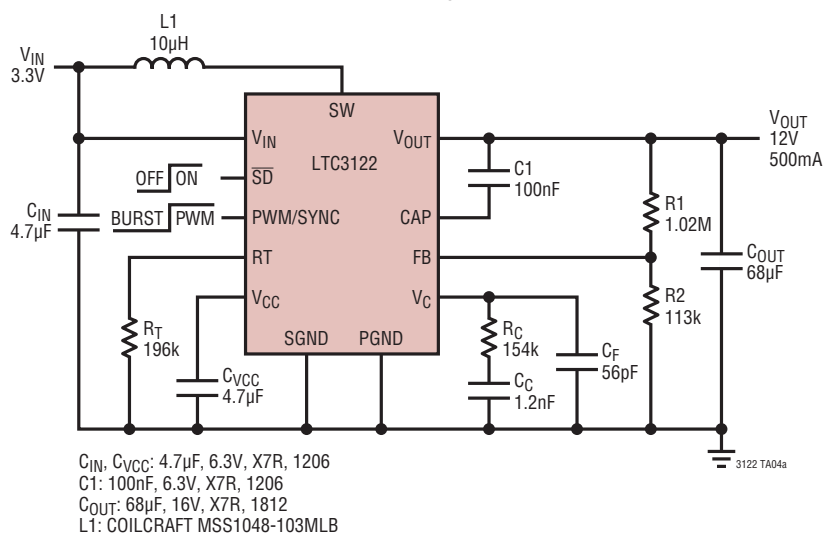 L1
10µH
VIN
3.3V
SW
VIN
VOUT
LTC3122
VOUT
12V
500mA
OFF ON
SD
C1
100nF
CIN
4.7µF
BURST PWM
PWM/SYNC
CAP
R1
1.02M
RT
FB
COUT
68µF
VCC
VC
R2
113k
RT
196k
SGND
PGND
RC
154k
CF
56pF
CVCC
4.7µF
CC
1.2nF
3122 TA04a
CIN, CVCC: 4.7µF, 6.3V, X7R, 1206
C1: 100nF, 6.3V, X7R, 1206
COUT: 68µF, 16V, X7R, 1812
L1: COILCRAFT MSS1048-103MLB